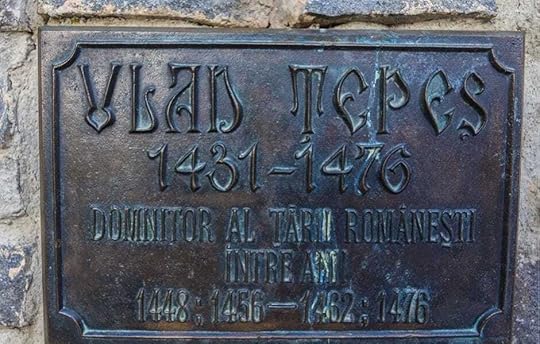 VLAD ȚEPEȘ
1431-1476
DOMNITOR AL ȚĂRII ROMÂNEȘTI
ÎNTRE ANII
1448; 1456-1462; 1476